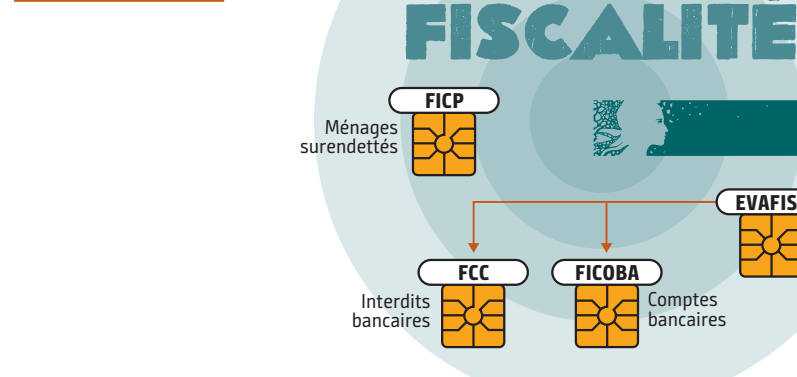 FISCALITÉ
FICP
Ménages
surendettés
EVAFIS
FCC
FICOBA
Interdits
bancaires
Comptes
bancaires